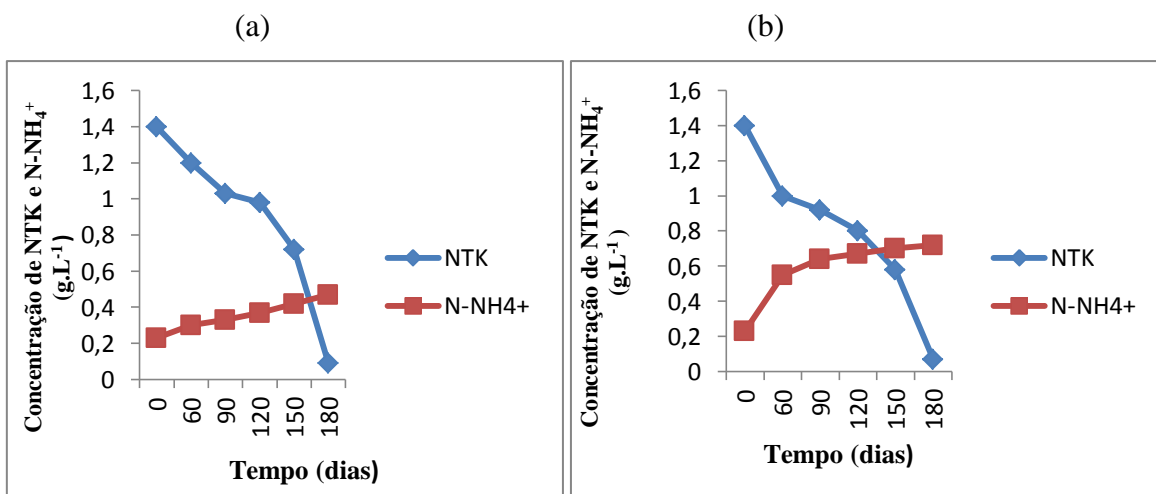 (a)
Concentração de NTK e N-NH₄⁺
(g.L⁻¹)
1,6
1,4
1,2
1
0,8
0,6
0,4
0,2
0
0
60
90
120
150
180
Tempo (dias)
NTK
N-NH4+
(b)
Concentração de NTK e N-NH₄⁺
(g.L⁻¹ )
1,6
1,4
1,2
1
0,8
0,6
0,4
0,2
0
0
60
90
120
150
180
Tempo (dias)
NTK
N-NH4+